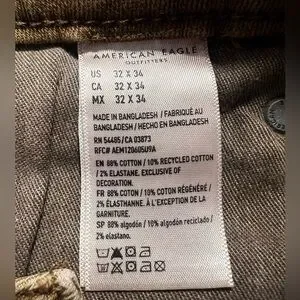 AMERICAN EAGLE
OUTFITTERS
US 32 X 34
CA 32 X 34
MX 32 X 34
MADE IN BANGLADESH / FABRIQUÉ AU
BANGLADESH / HECHO EN BANGLADESH
RN 54485/CA 03873
RFC# AEM120605U9A
EN 88% COTTON / 10% RECYCLED COTTON
/ 2% ELASTANE. EXCLUSIVE OF
DECORATION.
FR 88% COTON / 10% COTON RÉGÉNÉRÉ /
2% ÉLASTHANNE. À L'EXCEPTION DE LA
GARNITURE.
SP 88% algodón / 10% algodón reciclado /
2% elastano.